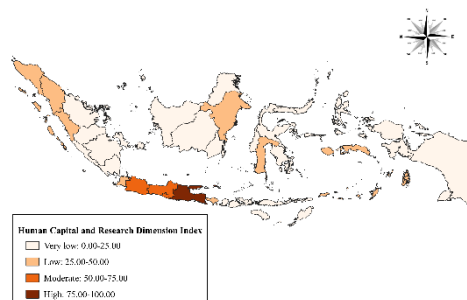 Human Capital and Research Dimension Index
Very low: 0.00-25.00
Low: 25.00-50.00
Moderate: 50.00-75.00
High: 75.00-100.00